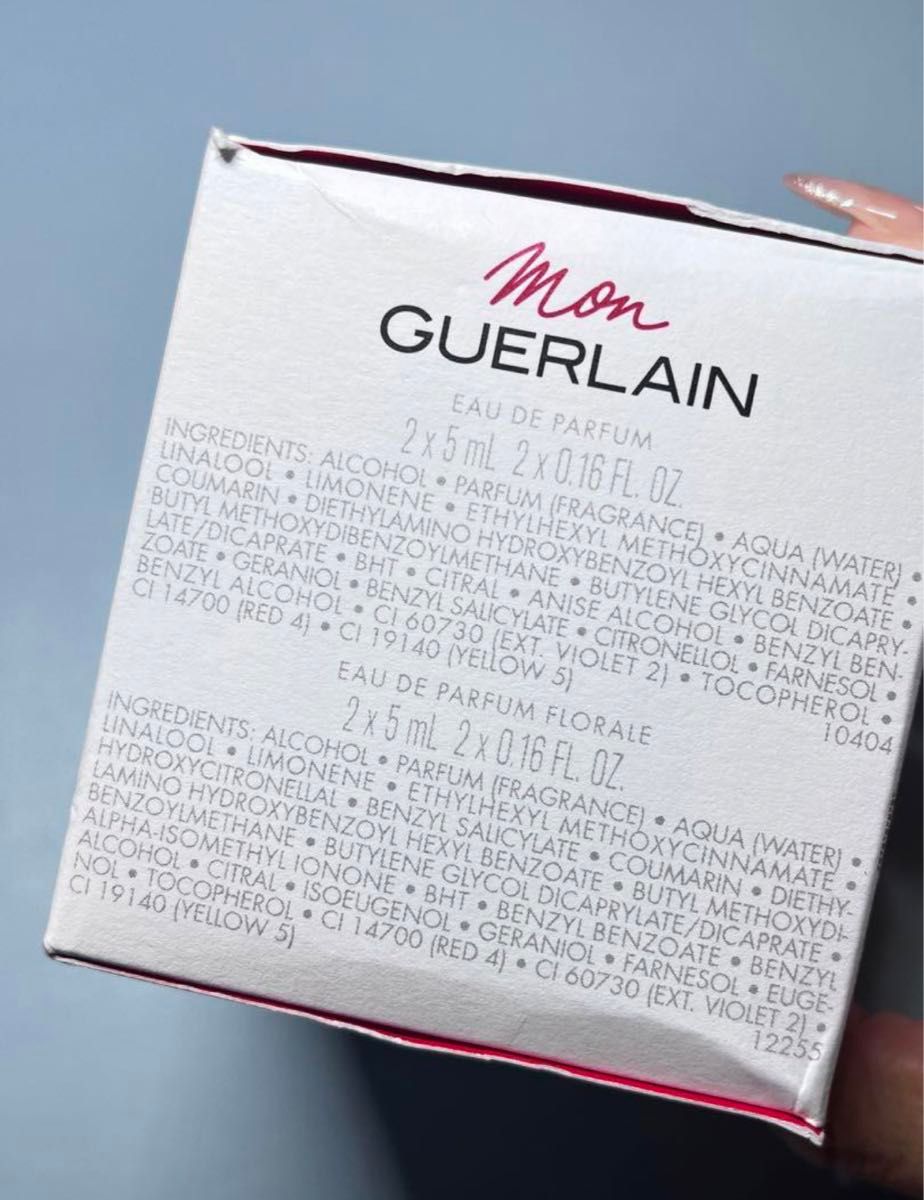 Mon
GUERLAIN
EAU DE PARFUM
2 x 5 mL 2 x 0.16 FL. OZ.
INGREDIENTS: ALCOHOL • PARFUM (FRAGRANCE) • AQUA (WATER) •
LINALOOL • LIMONENE • ETHYLHEXYL METHOXYCINNAMATE •
COUMARIN • DIETHYLAMINO HYDROXYBENZOYL HEXYL BENZOATE •
BUTYL METHOXYDIBENZOYLMETHANE • BUTYLENE GLYCOL DICAPRY-
LATE/DICAPRATE • BHT • CITRAL • ANISE ALCOHOL • BENZYL BEN-
ZOATE • GERANIOL • BENZYL SALICYLATE • CITRONELLOL • FARNESOL •
BENZYL ALCOHOL • CI 60730 (EXT. VIOLET 2) • TOCOPHEROL •
CI 14700 (RED 4) • CI 19140 (YELLOW 5)
10404
EAU DE PARFUM FLORALE
2 x 5 mL 2 x 0.16 FL. OZ.
INGREDIENTS: ALCOHOL • PARFUM (FRAGRANCE) • AQUA (WATER) •
LINALOOL • LIMONENE • ETHYLHEXYL METHOXYCINNAMATE •
HYDROXYCITRONELLAL • BENZYL SALICYLATE • COUMARIN • DIETHY-
LAMINO HYDROXYBENZOYL HEXYL BENZOATE • BUTYL METHOXYDI-
BENZOYLMETHANE • BUTYLENE GLYCOL DICAPRYLATE/DICAPRATE •
ALPHA-ISOMETHYL IONONE • BHT • BENZYL BENZOATE • BENZYL
ALCOHOL • CITRAL • ISOEUGENOL • GERANIOL • FARNESOL • EUGE-
NOL • TOCOPHEROL • CI 14700 (RED 4) • CI 60730 (EXT. VIOLET 2) •
CI 19140 (YELLOW 5)
12255